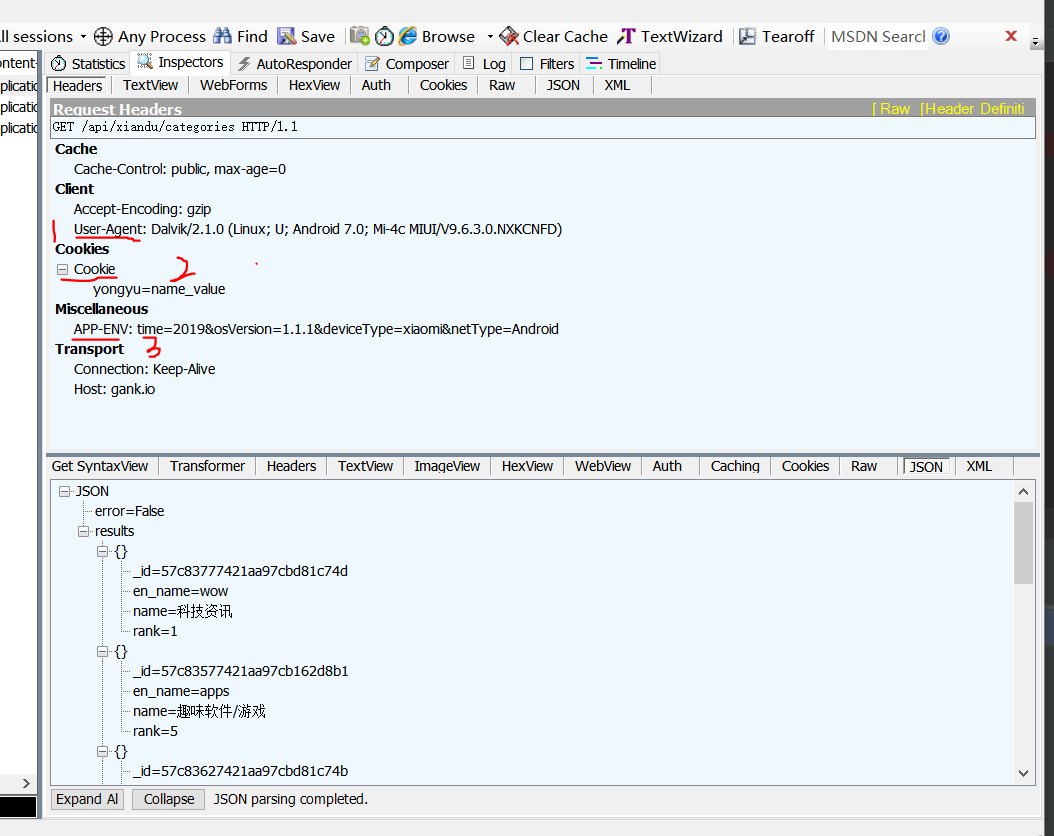 ll sessions Any Process Find Save Browse Clear Cache TextWizard Tearoff MSDN Searcl
Statistics Inspectors AutoResponder Composer Log Filters Timeline
ontent-
plicatic
plicatic
plicatic
Headers TextView WebForms HexView Auth Cookies Raw JSON XML
Request Headers [ Raw [Header Definiti
GET /api/xiandu/categories HTTP/1.1
Cache
Cache-Control: public, max-age=0
Client
Accept-Encoding: gzip
1 User-Agent: Dalvik/2.1.0 (Linux; U; Android 7.0; Mi-4c MIUI/V9.6.3.0.NXKCNFD)
Cookies
Cookie 2
yongyu=name_value
Miscellaneous
APP-ENV: time=2019&osVersion=1.1.1&deviceType=xiaomi&netType=Android
Transport 3
Connection: Keep-Alive
Host: gank.io
Get SyntaxView Transformer Headers TextView ImageView HexView WebView Auth Caching Cookies Raw JSON XML
JSON
error=False
results
{}
_id=57c83777421aa97cbd81c74d
en_name=wow
name=科技资讯
rank=1
{}
_id=57c83577421aa97cb162d8b1
en_name=apps
name=趣味软件/游戏
rank=5
{}
_id=57c83627421aa97cbd81c74b
Expand Al Collapse JSON parsing completed.